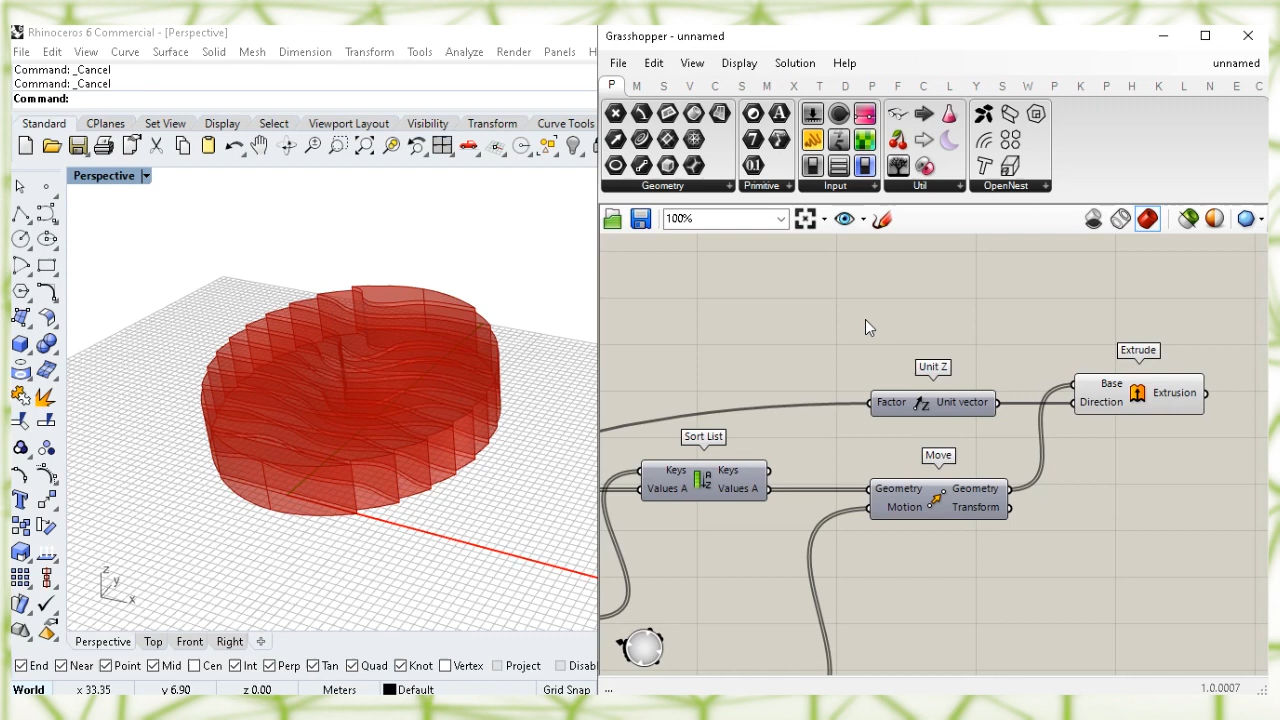 Rhinoceros 6 Commercial - [Perspective]
File Edit View Curve Surface Solid Mesh Dimension Transform Tools Analyze Render Panels H
Command: _Cancel
Command: _Cancel
Command:
Standard CPlanes Set View Display Select Viewport Layout Visibility Transform Curve Tools
Perspective
z
y
x
Perspective Top Front Right
End Near Point Mid Cen Int Perp Tan Quad Knot Vertex Project Disabl
World x 33.35 y 6.90 z 0.00 Meters Default Grid Snap
Grasshopper - unnamed
File Edit View Display Solution Help unnamed
P M S V C S M X T D P F C L Y S W M P H K L N E C
Geometry Primitive Input Util OpenNest
100%
Extrude
Base
Direction
Extrusion
Unit Z
Factor Z Unit vector
Sort List
Keys A Keys
Values A Z Values A
Move
Geometry Geometry
Motion Transform
... 1.0.0007